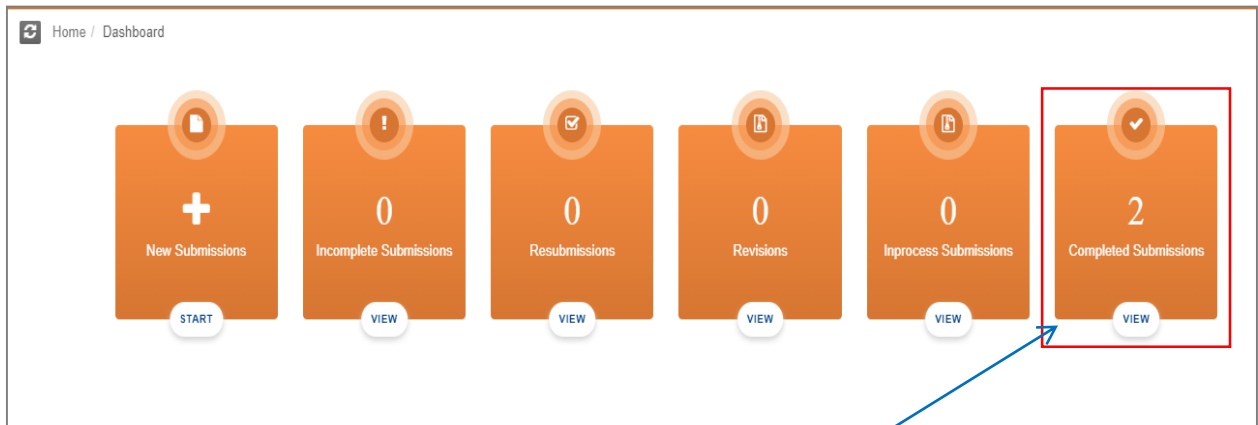 Home / Dashboard
New Submissions
START
0
Incomplete Submissions
VIEW
0
Resubmissions
VIEW
0
Revisions
VIEW
0
Inprocess Submissions
VIEW
2
Completed Submissions
VIEW